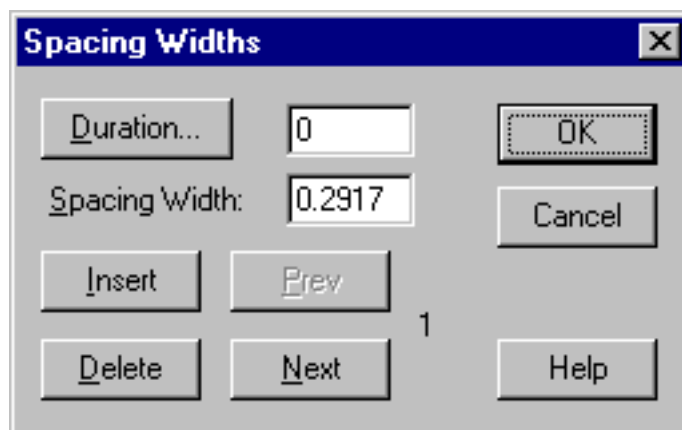 Spacing Widths
Duration... 0 OK
Spacing Width: 0.2917 Cancel
Insert Prev
1
Delete Next Help